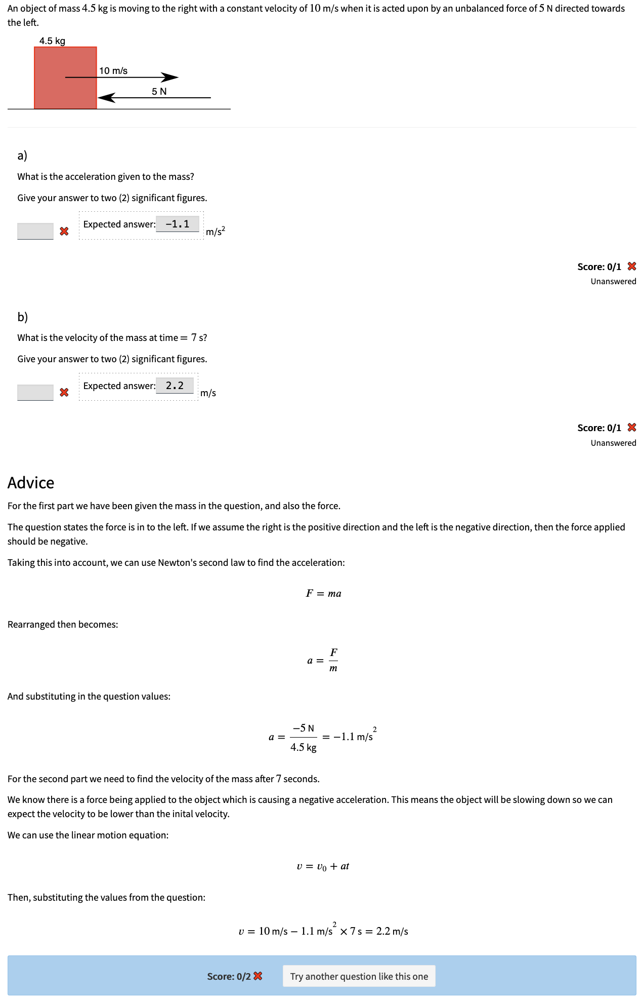 An object of mass 4.5 kg is moving to the right with a constant velocity of 10 m/s when it is acted upon by an unbalanced force of 5 N directed towards
the left.
4.5 kg
10 m/s
5 N
a)
What is the acceleration given to the mass?
Give your answer to two (2) significant figures.
Expected answer: −1.1 m/s²
Score: 0/1
Unanswered
b)
What is the velocity of the mass at time = 7 s?
Give your answer to two (2) significant figures.
Expected answer: 2.2 m/s
Score: 0/1
Unanswered
Advice
For the first part we have been given the mass in the question, and also the force.
The question states the force is in to the left. If we assume the right is the positive direction and the left is the negative direction, then the force applied
should be negative.
Taking this into account, we can use Newton's second law to find the acceleration:
F = ma
Rearranged then becomes:
a = F/m
And substituting in the question values:
a = −5 N/4.5 kg = −1.1 m/s²
For the second part we need to find the velocity of the mass after 7 seconds.
We know there is a force being applied to the object which is causing a negative acceleration. This means the object will be slowing down so we can
expect the velocity to be lower than the inital velocity.
We can use the linear motion equation:
v = v₀ + at
Then, substituting the values from the question:
v = 10 m/s − 1.1 m/s² × 7 s = 2.2 m/s
Score: 0/2 Try another question like this one